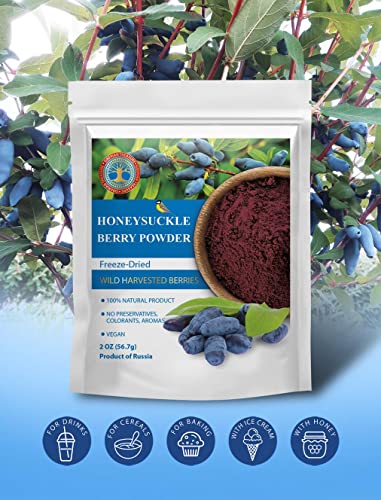 HONEYSUCKLE
BERRY POWDER
Freeze-Dried
WILD HARVESTED BERRIES
100% NATURAL PRODUCT
NO PRESERVATIVES,
COLORANTS, AROMAS
VEGAN
2 OZ (56.7g)
Product of Russia
FOR DRINKS
FOR CEREALS
FOR BAKING
WITH ICE CREAM
WITH HONEY